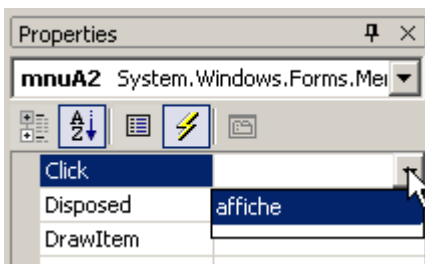 Properties
mnuA2 System.Windows.Forms.Mei
Click
Disposed affiche
DrawItem